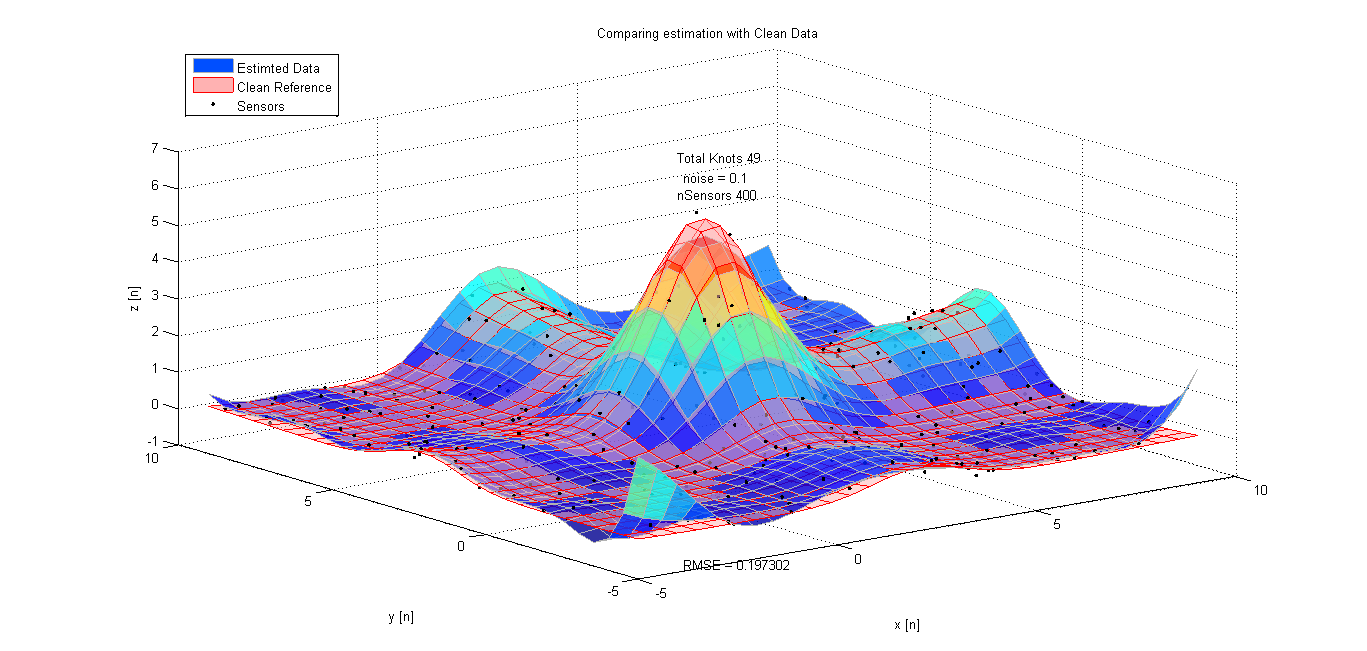 Comparing estimation with Clean Data
Estimted Data
Clean Reference
Sensors
Total Knots 49
noise = 0.1
nSensors 400
7
6
5
4
3
2
1
0
-1
z [n]
10
5
0
-5
y [n]
-5
0
5
10
x [n]
RMSE = 0.197302